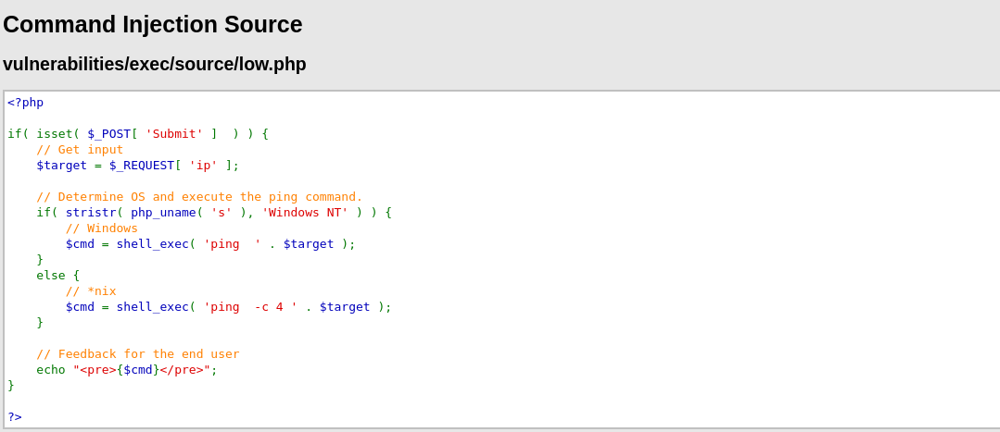 Command Injection Source
vulnerabilities/exec/source/low.php
<?php
if( isset( $_POST[ 'Submit' ]  ) ) {
    // Get input
    $target = $_REQUEST[ 'ip' ];
    // Determine OS and execute the ping command.
    if( stristr( php_uname( 's' ), 'Windows NT' ) ) {
        // Windows
        $cmd = shell_exec( 'ping  ' . $target );
    }
    else {
        // *nix
        $cmd = shell_exec( 'ping  -c 4 ' . $target );
    }
    // Feedback for the end user
    echo "<pre>{$cmd}</pre>";
}
?>